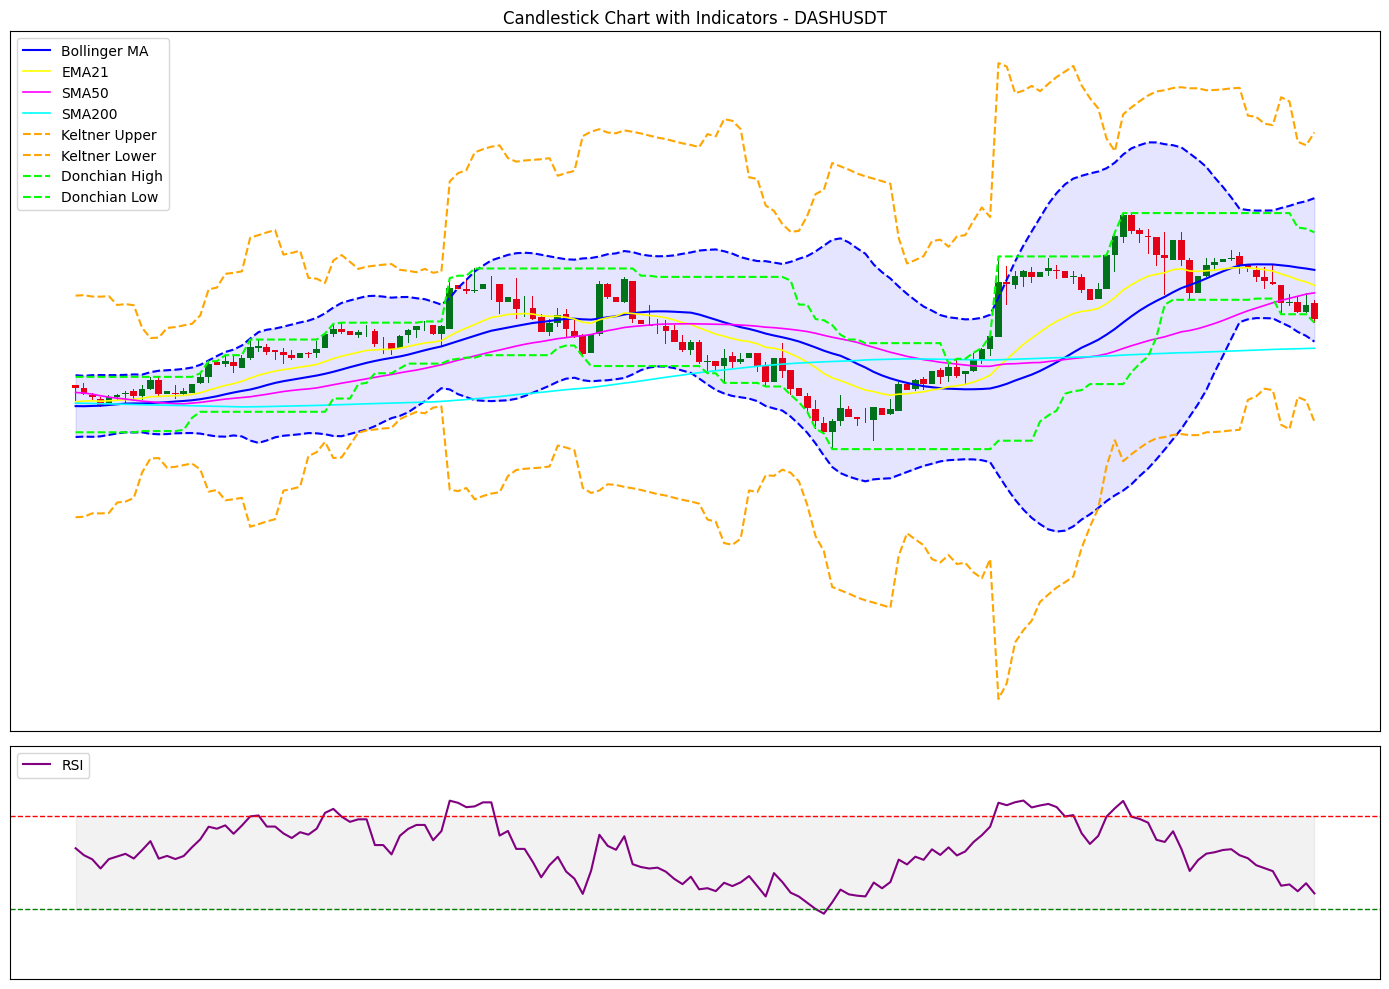 Candlestick Chart with Indicators - DASHUSDT
Bollinger MA
EMA21
SMA50
SMA200
Keltner Upper
Keltner Lower
Donchian High
Donchian Low
RSI